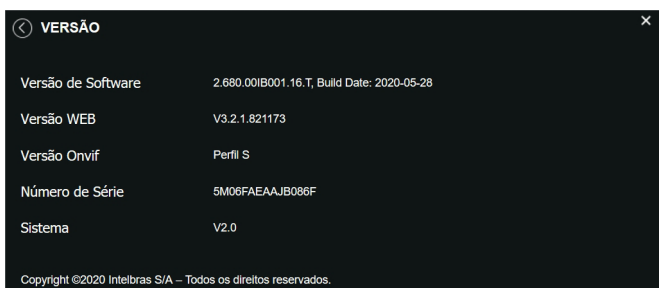 VERSÃO
Versão de Software 2.680.00IB001.16.T, Build Date: 2020-05-28
Versão WEB V3.2.1.821173
Versão Onvif Perfil S
Número de Série 5M06FAEAAJB086F
Sistema V2.0
Copyright ©2020 Intelbras S/A – Todos os direitos reservados.